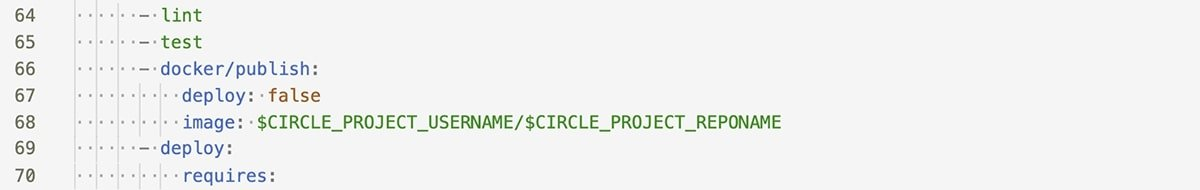 64 - lint
65 - test
66 - docker/publish:
67 deploy: false
68 image: $CIRCLE_PROJECT_USERNAME/$CIRCLE_PROJECT_REPONAME
69 - deploy:
70 requires: